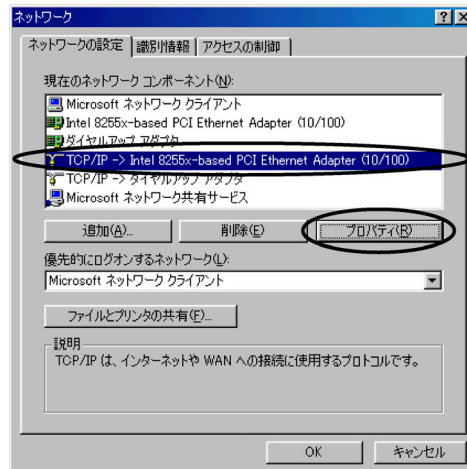 ネットワーク
ネットワークの設定 識別情報 アクセスの制御
現在のネットワーク コンポーネント(N):
Microsoft ネットワーク クライアント
Intel 8255x-based PCI Ethernet Adapter (10/100)
ダイヤルアップ アダプタ
TCP/IP -> Intel 8255x-based PCI Ethernet Adapter (10/100)
TCP/IP -> ダイヤルアップ アダプタ
Microsoft ネットワーク共有サービス
追加(A)... 削除(E) プロパティ(R)
優先的にログオンするネットワーク(L):
Microsoft ネットワーク クライアント
ファイルとプリンタの共有(F)...
説明
TCP/IP は、インターネットや WAN への接続に使用するプロトコルです。
OK キャンセル